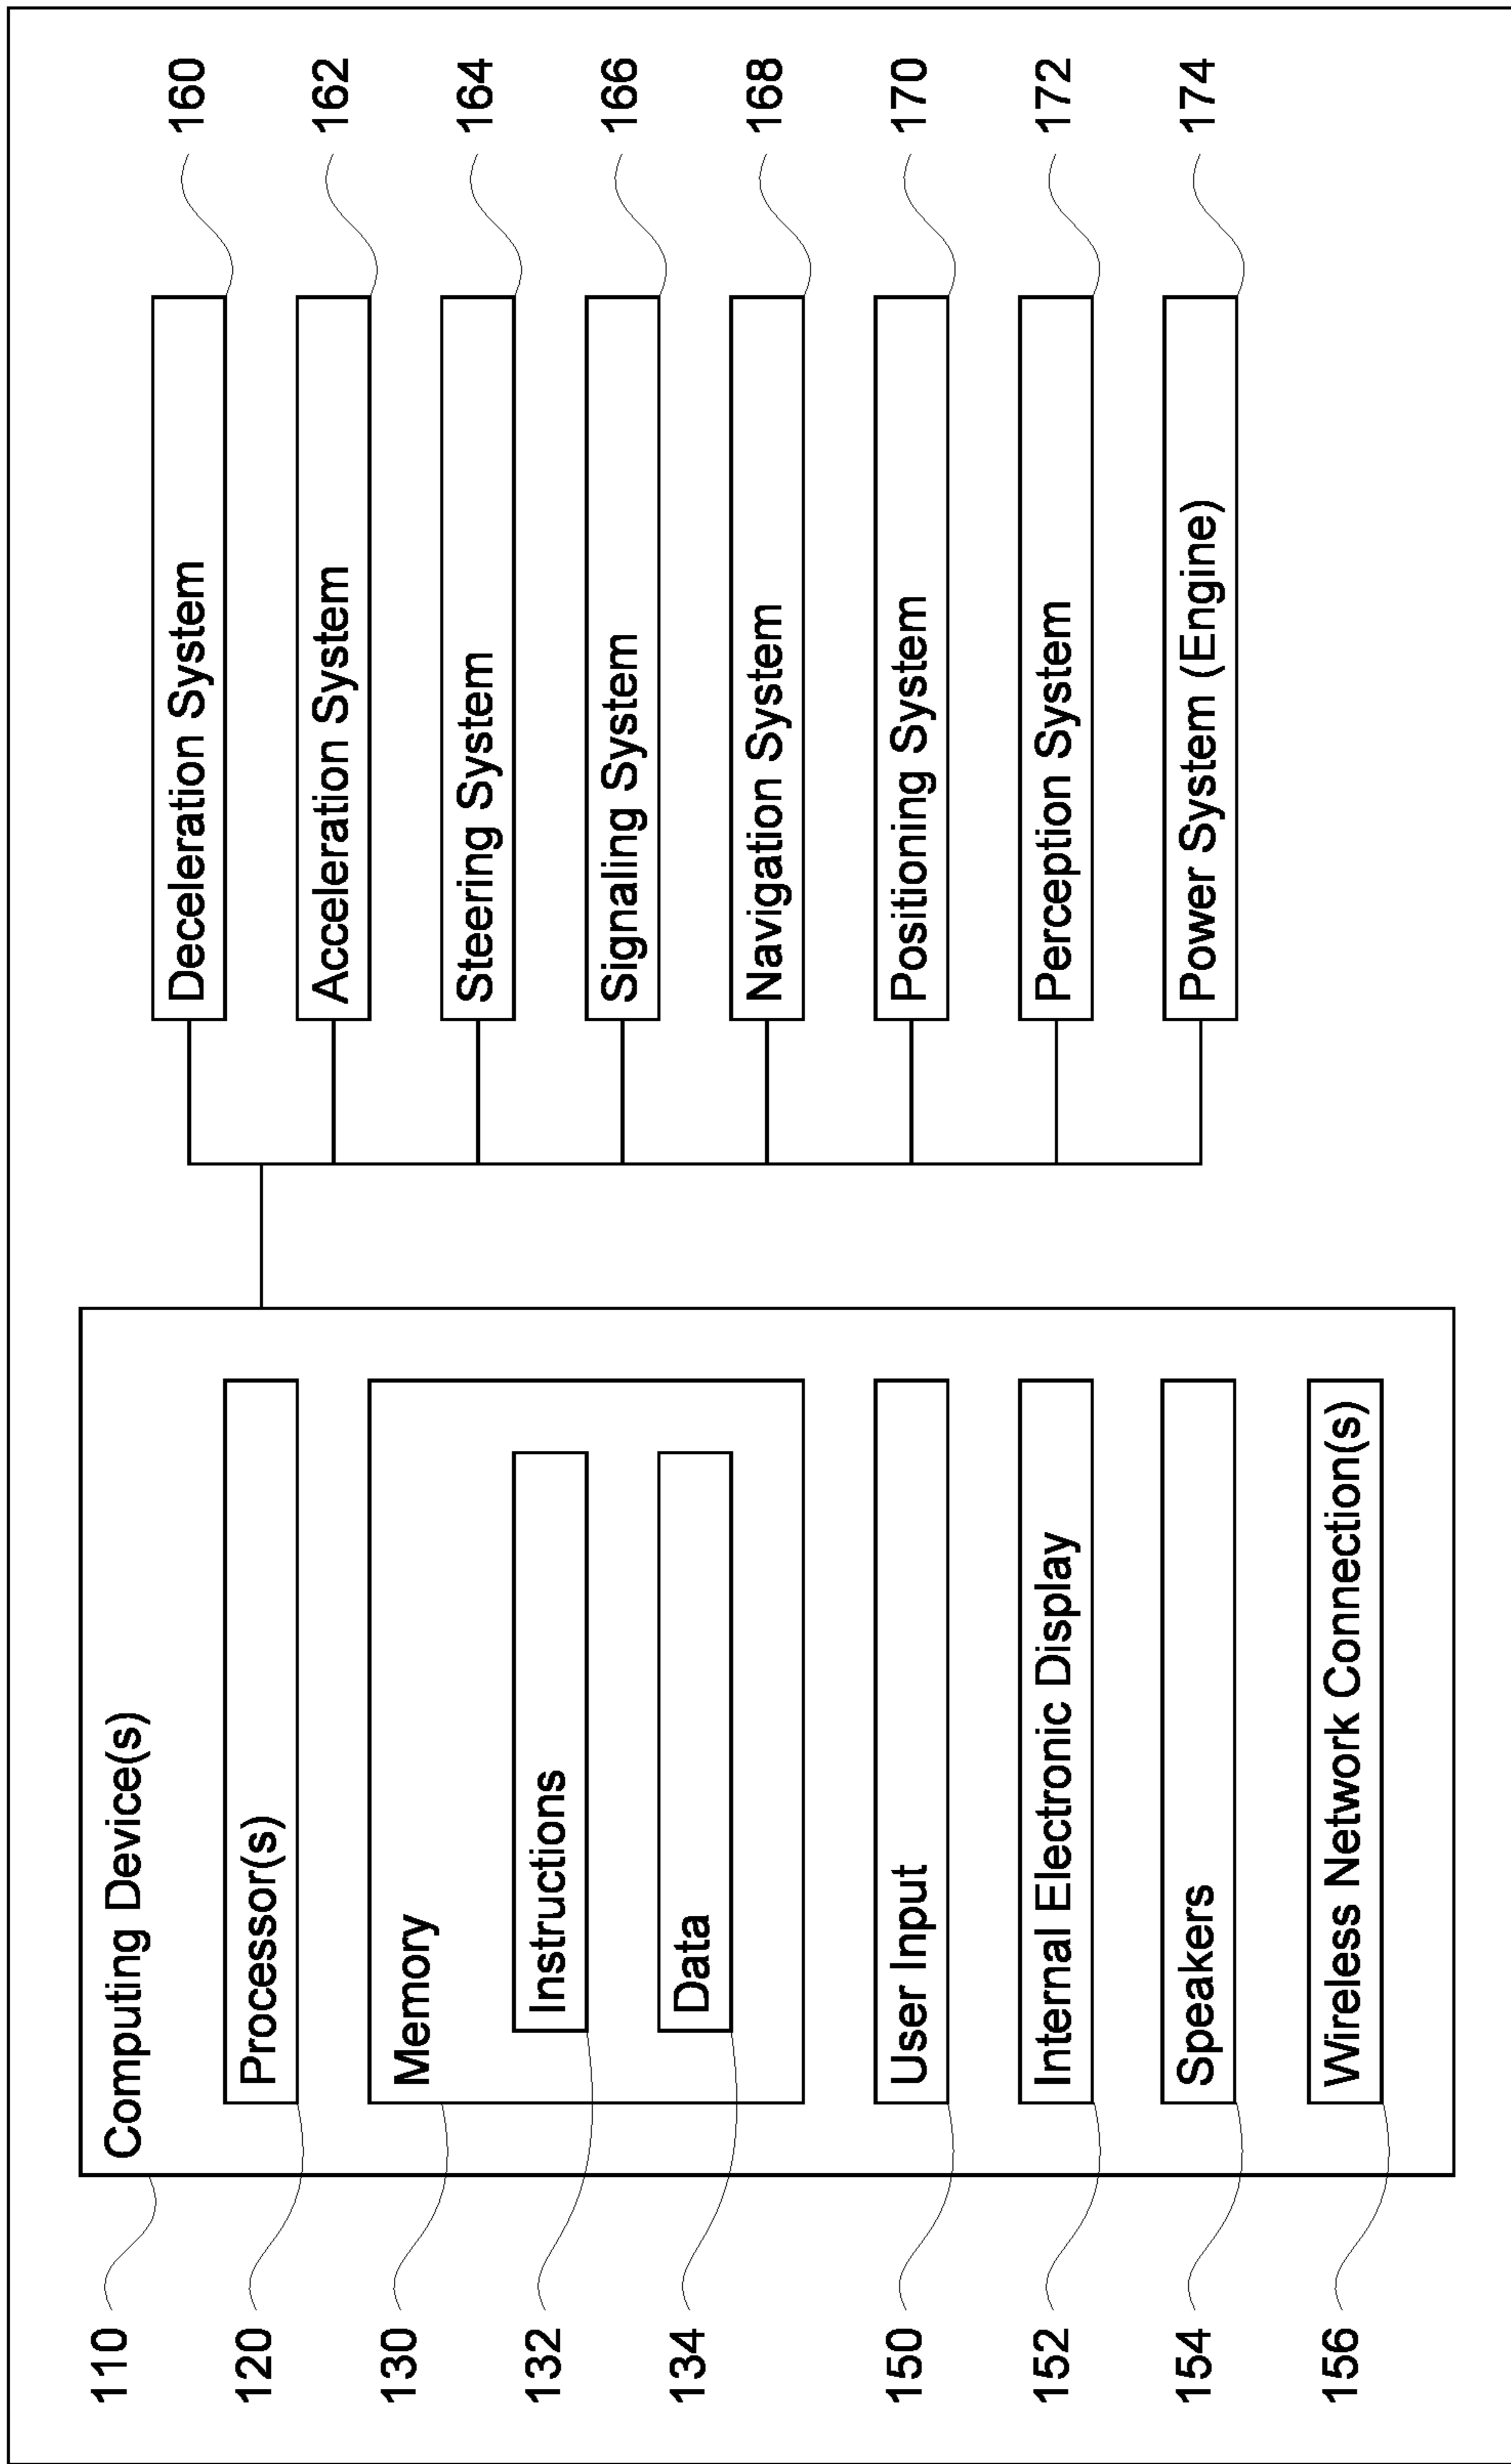 110
Computing Device(s)
120
Processor(s)
130
Memory
132
Instructions
134
Data
150
User Input
152
Internal Electronic Display
154
Speakers
156
Wireless Network Connection(s)
Deceleration System
160
Acceleration System
162
Steering System
164
Signaling System
166
Navigation System
168
Positioning System
170
Perception System
172
Power System (Engine)
174